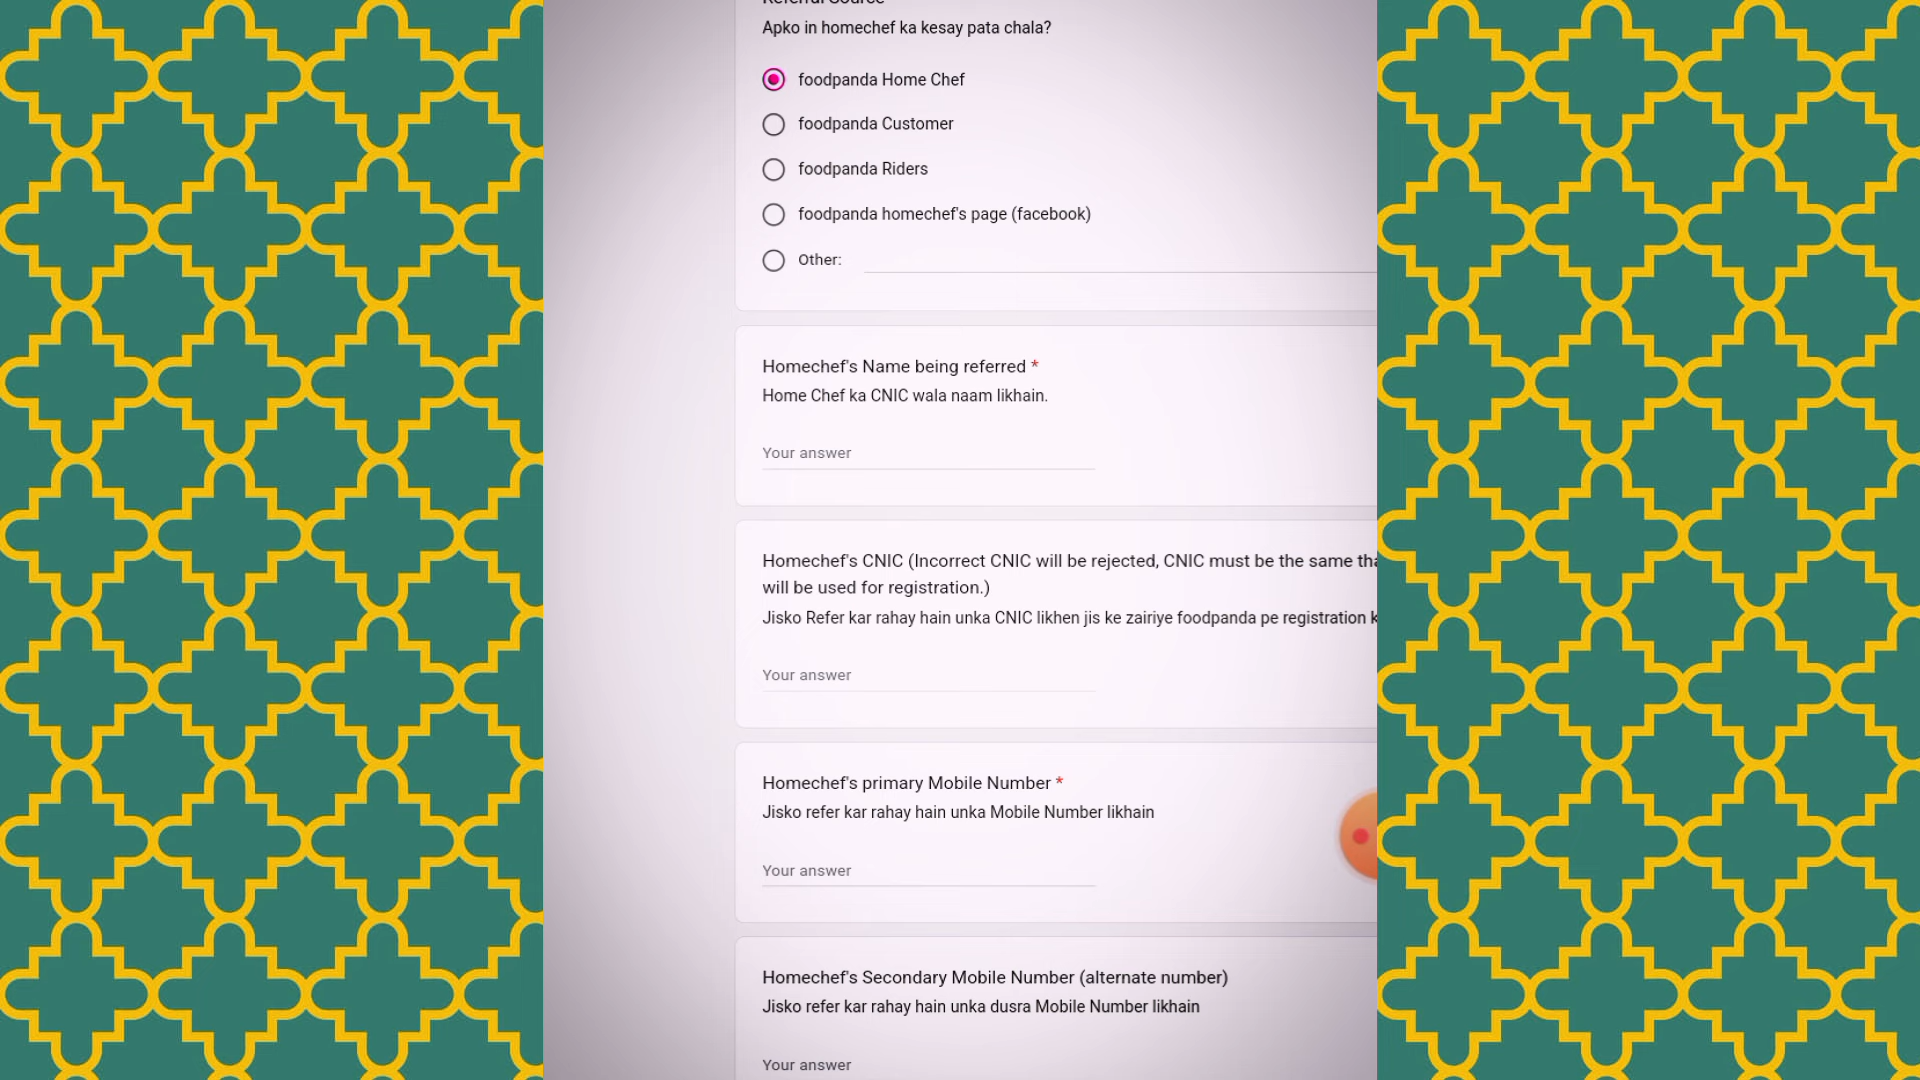 Referral Source
Apko in homechef ka kesay pata chala?
foodpanda Home Chef
foodpanda Customer
foodpanda Riders
foodpanda homechef's page (facebook)
Other:
Homechef's Name being referred *
Home Chef ka CNIC wala naam likhain.
Your answer
Homechef's CNIC (Incorrect CNIC will be rejected, CNIC must be the same
will be used for registration.)
Jisko Refer kar rahay hain unka CNIC likhen jis ke zairiye foodpanda pe registration
Your answer
Homechef's primary Mobile Number *
Jisko refer kar rahay hain unka Mobile Number likhain
Your answer
Homechef's Secondary Mobile Number (alternate number)
Jisko refer kar rahay hain unka dusra Mobile Number likhain
Your answer